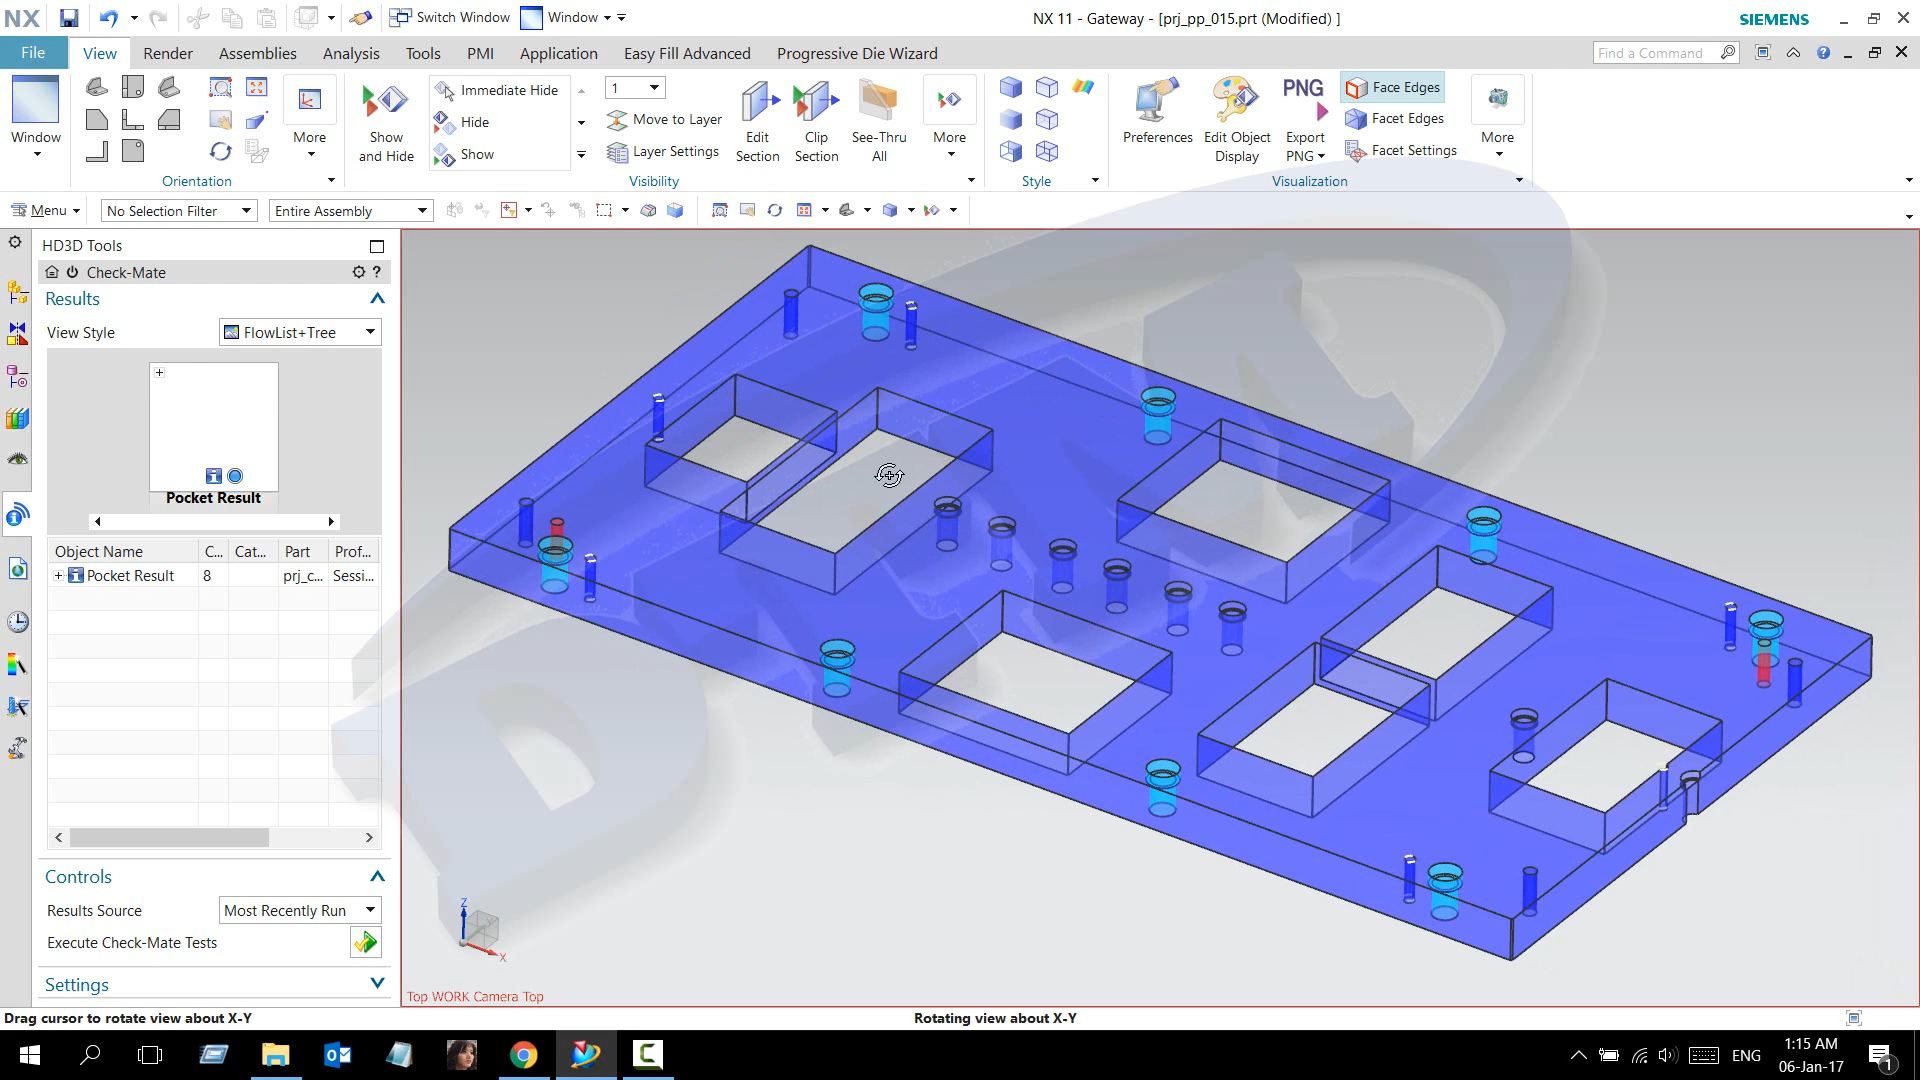 NX
Switch Window
Window
NX 11 - Gateway - [prj_pp_015.prt (Modified) ]
SIEMENS
File
View
Render
Assemblies
Analysis
Tools
PMI
Application
Easy Fill Advanced
Progressive Die Wizard
Find a Command
Window
More
Orientation
Show and Hide
Immediate Hide
Hide
Show
1
Move to Layer
Layer Settings
Edit Section
Clip Section
See-Thru All
More
Visibility
Style
Preferences
Edit Object Display
PNG
Export PNG
Face Edges
Facet Edges
Facet Settings
More
Visualization
Menu
No Selection Filter
Entire Assembly
HD3D Tools
Check-Mate
Results
View Style
FlowList+Tree
Pocket Result
Object Name C... Cat... Part Prof...
Pocket Result 8 prj_c... Sessi...
Controls
Results Source
Most Recently Run
Execute Check-Mate Tests
Settings
Z
X
Top WORK Camera Top
Drag cursor to rotate view about X-Y
Rotating view about X-Y
ENG
1:15 AM
06-Jan-17
1